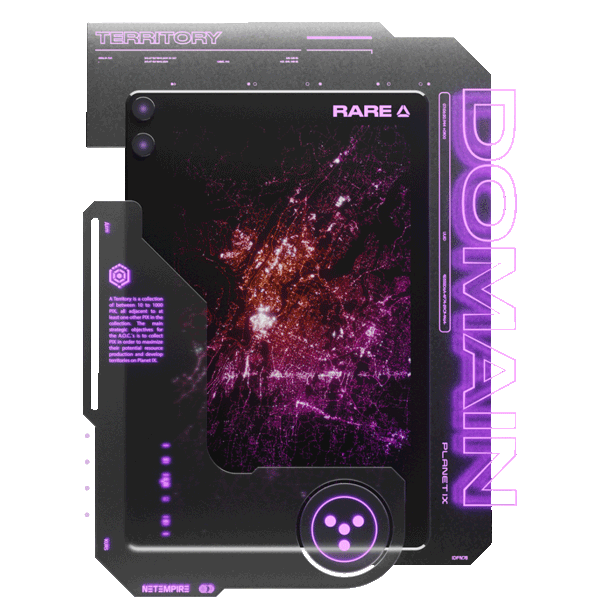 TERRITORY
RARE
DOMAIN
A Territory is a collection
of between 10 to 1000
PIX, all adjacent to at
least one other PIX in the
collection. The main
strategic objectives for
the A.O.C.'s is to collect
PIX in order to maximize
their potential resource
production and develop
territories on Planet IX.
PLANET IX
NETEMPIRE